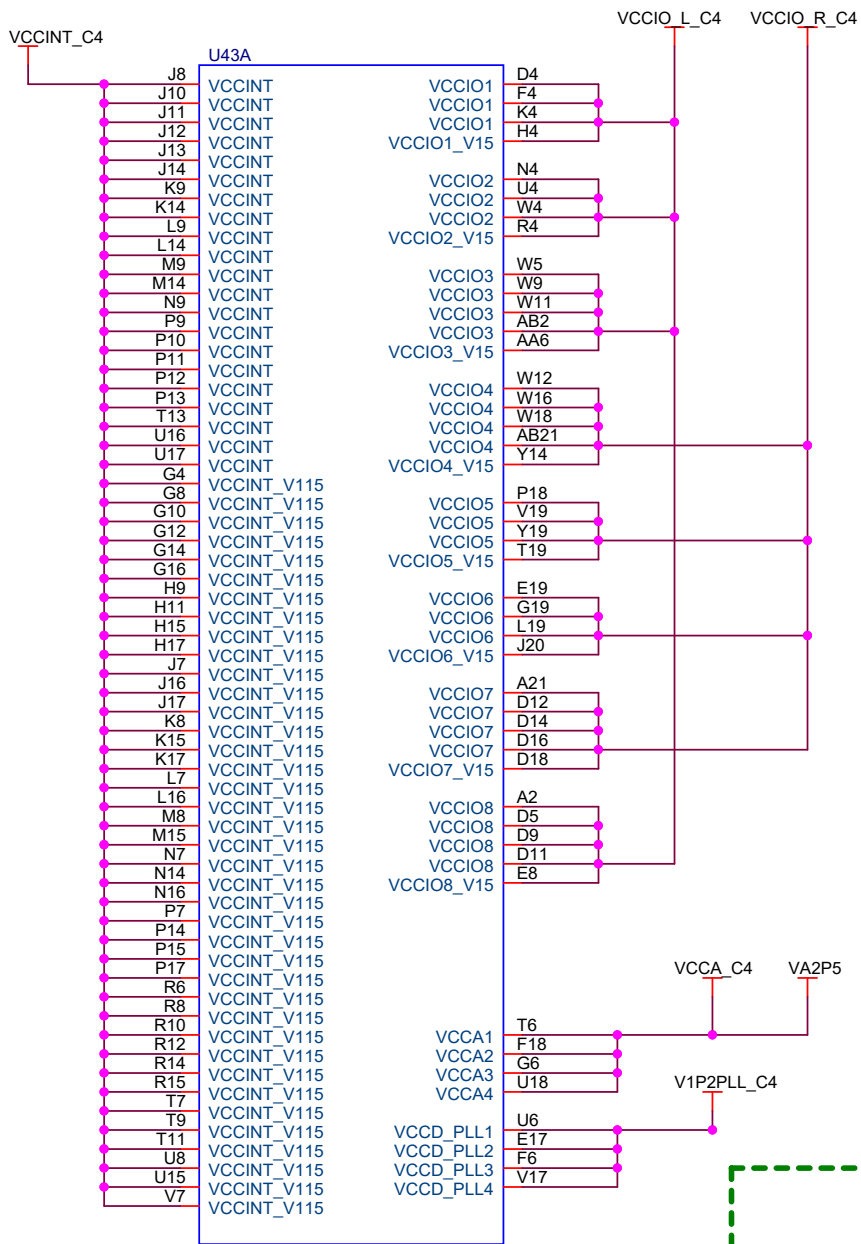 VCCIO_L_C4 VCCIO_R_C4
VCCINT_C4
U43A
J8 VCCINT VCCIO1 D4
J10 VCCINT VCCIO1 F4
J11 VCCINT VCCIO1 K4
J12 VCCINT VCCIO1_V15 H4
J13 VCCINT
J14 VCCINT VCCIO2 N4
K9 VCCINT VCCIO2 U4
K14 VCCINT VCCIO2 W4
L9 VCCINT VCCIO2_V15 R4
L14 VCCINT
M9 VCCINT VCCIO3 W5
M14 VCCINT VCCIO3 W9
N9 VCCINT VCCIO3 W11
P9 VCCINT VCCIO3 AB2
P10 VCCINT VCCIO3_V15 AA6
P11 VCCINT
P12 VCCINT VCCIO4 W12
P13 VCCINT VCCIO4 W16
T13 VCCINT VCCIO4 W18
U16 VCCINT VCCIO4 AB21
U17 VCCINT VCCIO4_V15 Y14
G4 VCCINT_V115
G8 VCCINT_V115 VCCIO5 P18
G10 VCCINT_V115 VCCIO5 V19
G12 VCCINT_V115 VCCIO5 Y19
G14 VCCINT_V115 VCCIO5_V15 T19
G16 VCCINT_V115
H9 VCCINT_V115 VCCIO6 E19
H11 VCCINT_V115 VCCIO6 G19
H15 VCCINT_V115 VCCIO6 L19
H17 VCCINT_V115 VCCIO6_V15 J20
J7 VCCINT_V115
J16 VCCINT_V115 VCCIO7 A21
J17 VCCINT_V115 VCCIO7 D12
K8 VCCINT_V115 VCCIO7 D14
K15 VCCINT_V115 VCCIO7 D16
K17 VCCINT_V115 VCCIO7_V15 D18
L7 VCCINT_V115
L16 VCCINT_V115 VCCIO8 A2
M8 VCCINT_V115 VCCIO8 D5
M15 VCCINT_V115 VCCIO8 D9
N7 VCCINT_V115 VCCIO8 D11
N14 VCCINT_V115 VCCIO8_V15 E8
N16 VCCINT_V115
P7 VCCINT_V115
P14 VCCINT_V115
P15 VCCINT_V115
P17 VCCINT_V115
VCCA_C4 VA2P5
R6 VCCINT_V115
R8 VCCINT_V115
R10 VCCINT_V115 VCCA1 T6
R12 VCCINT_V115 VCCA2 F18
R14 VCCINT_V115 VCCA3 G6
R15 VCCINT_V115 VCCA4 U18
V1P2PLL_C4
T7 VCCINT_V115
T9 VCCINT_V115 VCCD_PLL1 U6
T11 VCCINT_V115 VCCD_PLL2 E17
U8 VCCINT_V115 VCCD_PLL3 F6
U15 VCCINT_V115 VCCD_PLL4 V17
V7 VCCINT_V115